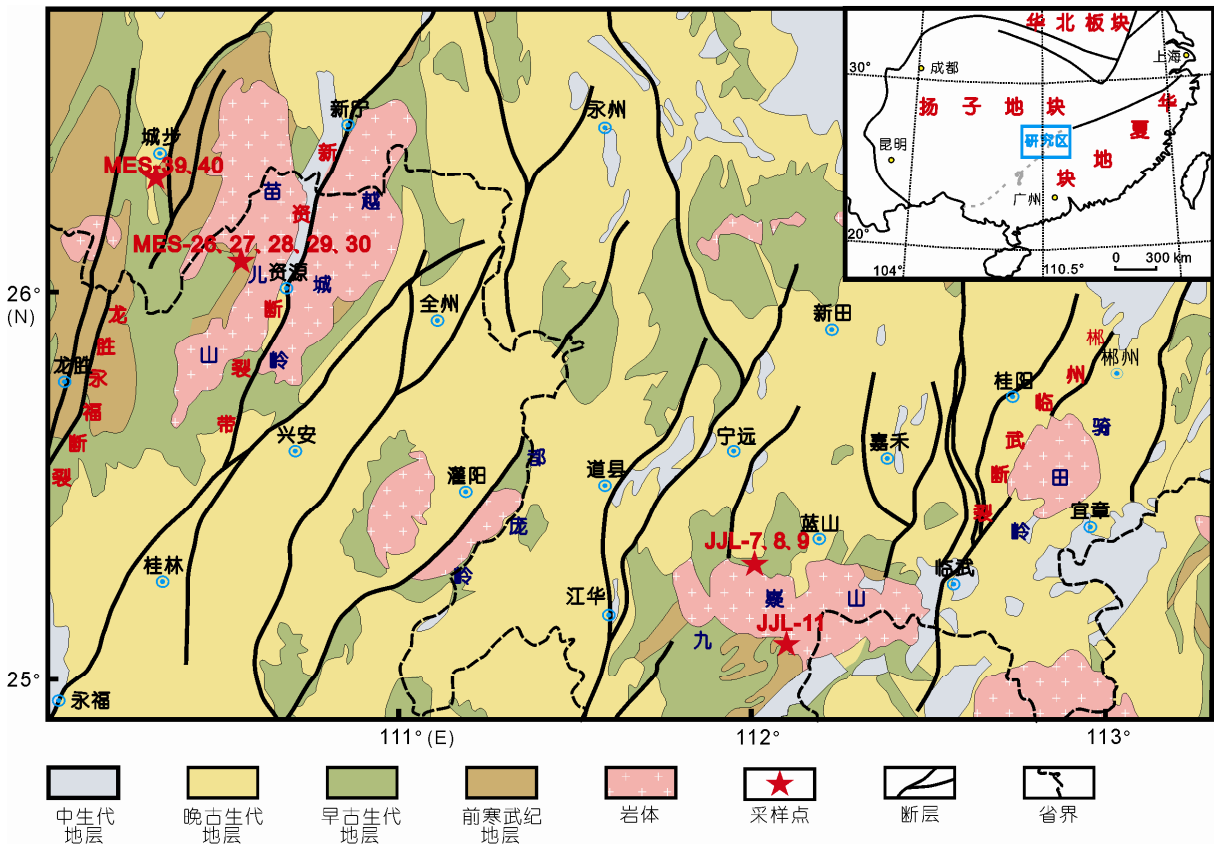 华北板块
上海
30°
成都
扬子地块
华夏地块
昆明
研究区
广州
20°
104°
110.5°
0 300 km
新宁
永州
城步
MES-39、40
新资断裂带
苗儿山
越城岭
MES-26、27、28、29、30
资源
26°
(N)
全州
新田
龙胜永福断裂
龙胜
郴州
郴州临武断裂
桂阳
兴安
灌阳
都庞岭
道县
宁远
嘉禾
骑田岭
宜章
桂林
JJL-7、8、9
蓝山
临武
江华
九嶷山
JJL-11
25°
永福
111° (E)
112°
113°
中生代
地层
晚古生代
地层
早古生代
地层
前寒武纪
地层
岩体
采样点
断层
省界